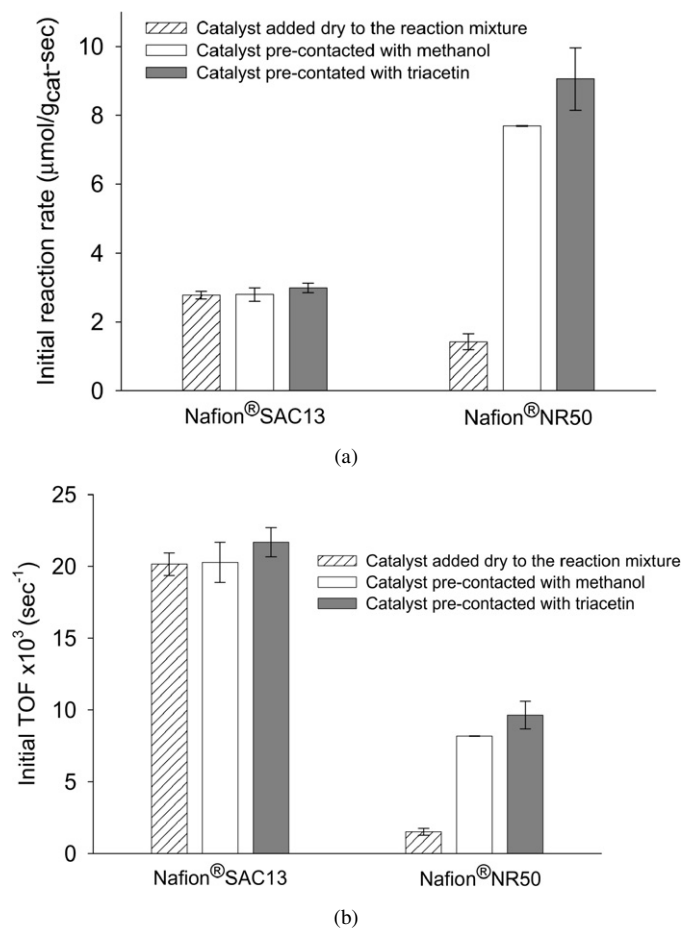 Initial reaction rate (μmol/gcat-sec)
10
8
6
4
2
0
Catalyst added dry to the reaction mixture
Catalyst pre-contacted with methanol
Catalyst pre-contated with triacetin
Nafion®SAC13
Nafion®NR50
(a)
Initial TOF x10³ (sec⁻¹)
25
20
15
10
5
0
Catalyst added dry to the reaction mixture
Catalyst pre-contacted with methanol
Catalyst pre-contacted with triacetin
Nafion®SAC13
Nafion®NR50
(b)